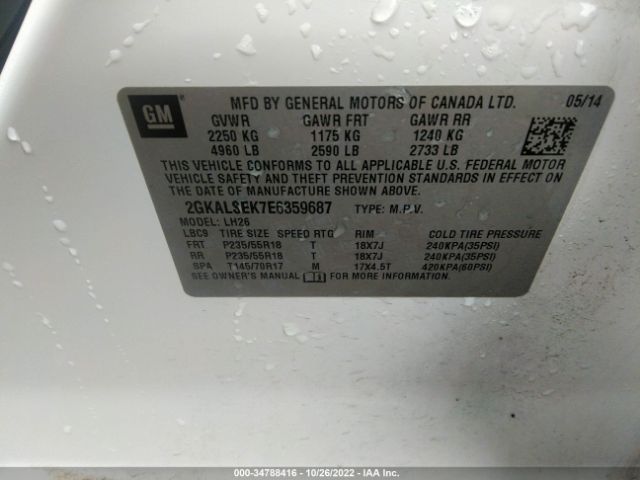 GM
MFD BY GENERAL MOTORS OF CANADA LTD. 05/14
GVWR GAWR FRT GAWR RR
2250 KG 1175 KG 1240 KG
4960 LB 2590 LB 2733 LB
THIS VEHICLE CONFORMS TO ALL APPLICABLE U.S. FEDERAL MOTOR
VEHICLE SAFETY AND THEFT PREVENTION STANDARDS IN EFFECT ON
THE DATE OF MANUFACTURE SHOWN ABOVE.
2GKALSEK7E6359687 TYPE: M.P.V.
MODEL: LH26
LBC9 TIRE SIZE SPEED RTG RIM COLD TIRE PRESSURE
FRT P235/55R18 T 18X7J 240KPA(35PSI)
RR P235/55R18 T 18X7J 240KPA(35PSI)
SPA T145/70R17 M 17X4.5T 420KPA(60PSI)
SEE OWNER'S MANUAL FOR MORE INFORMATION.
000-34788416 - 10/26/2022 - IAA Inc.